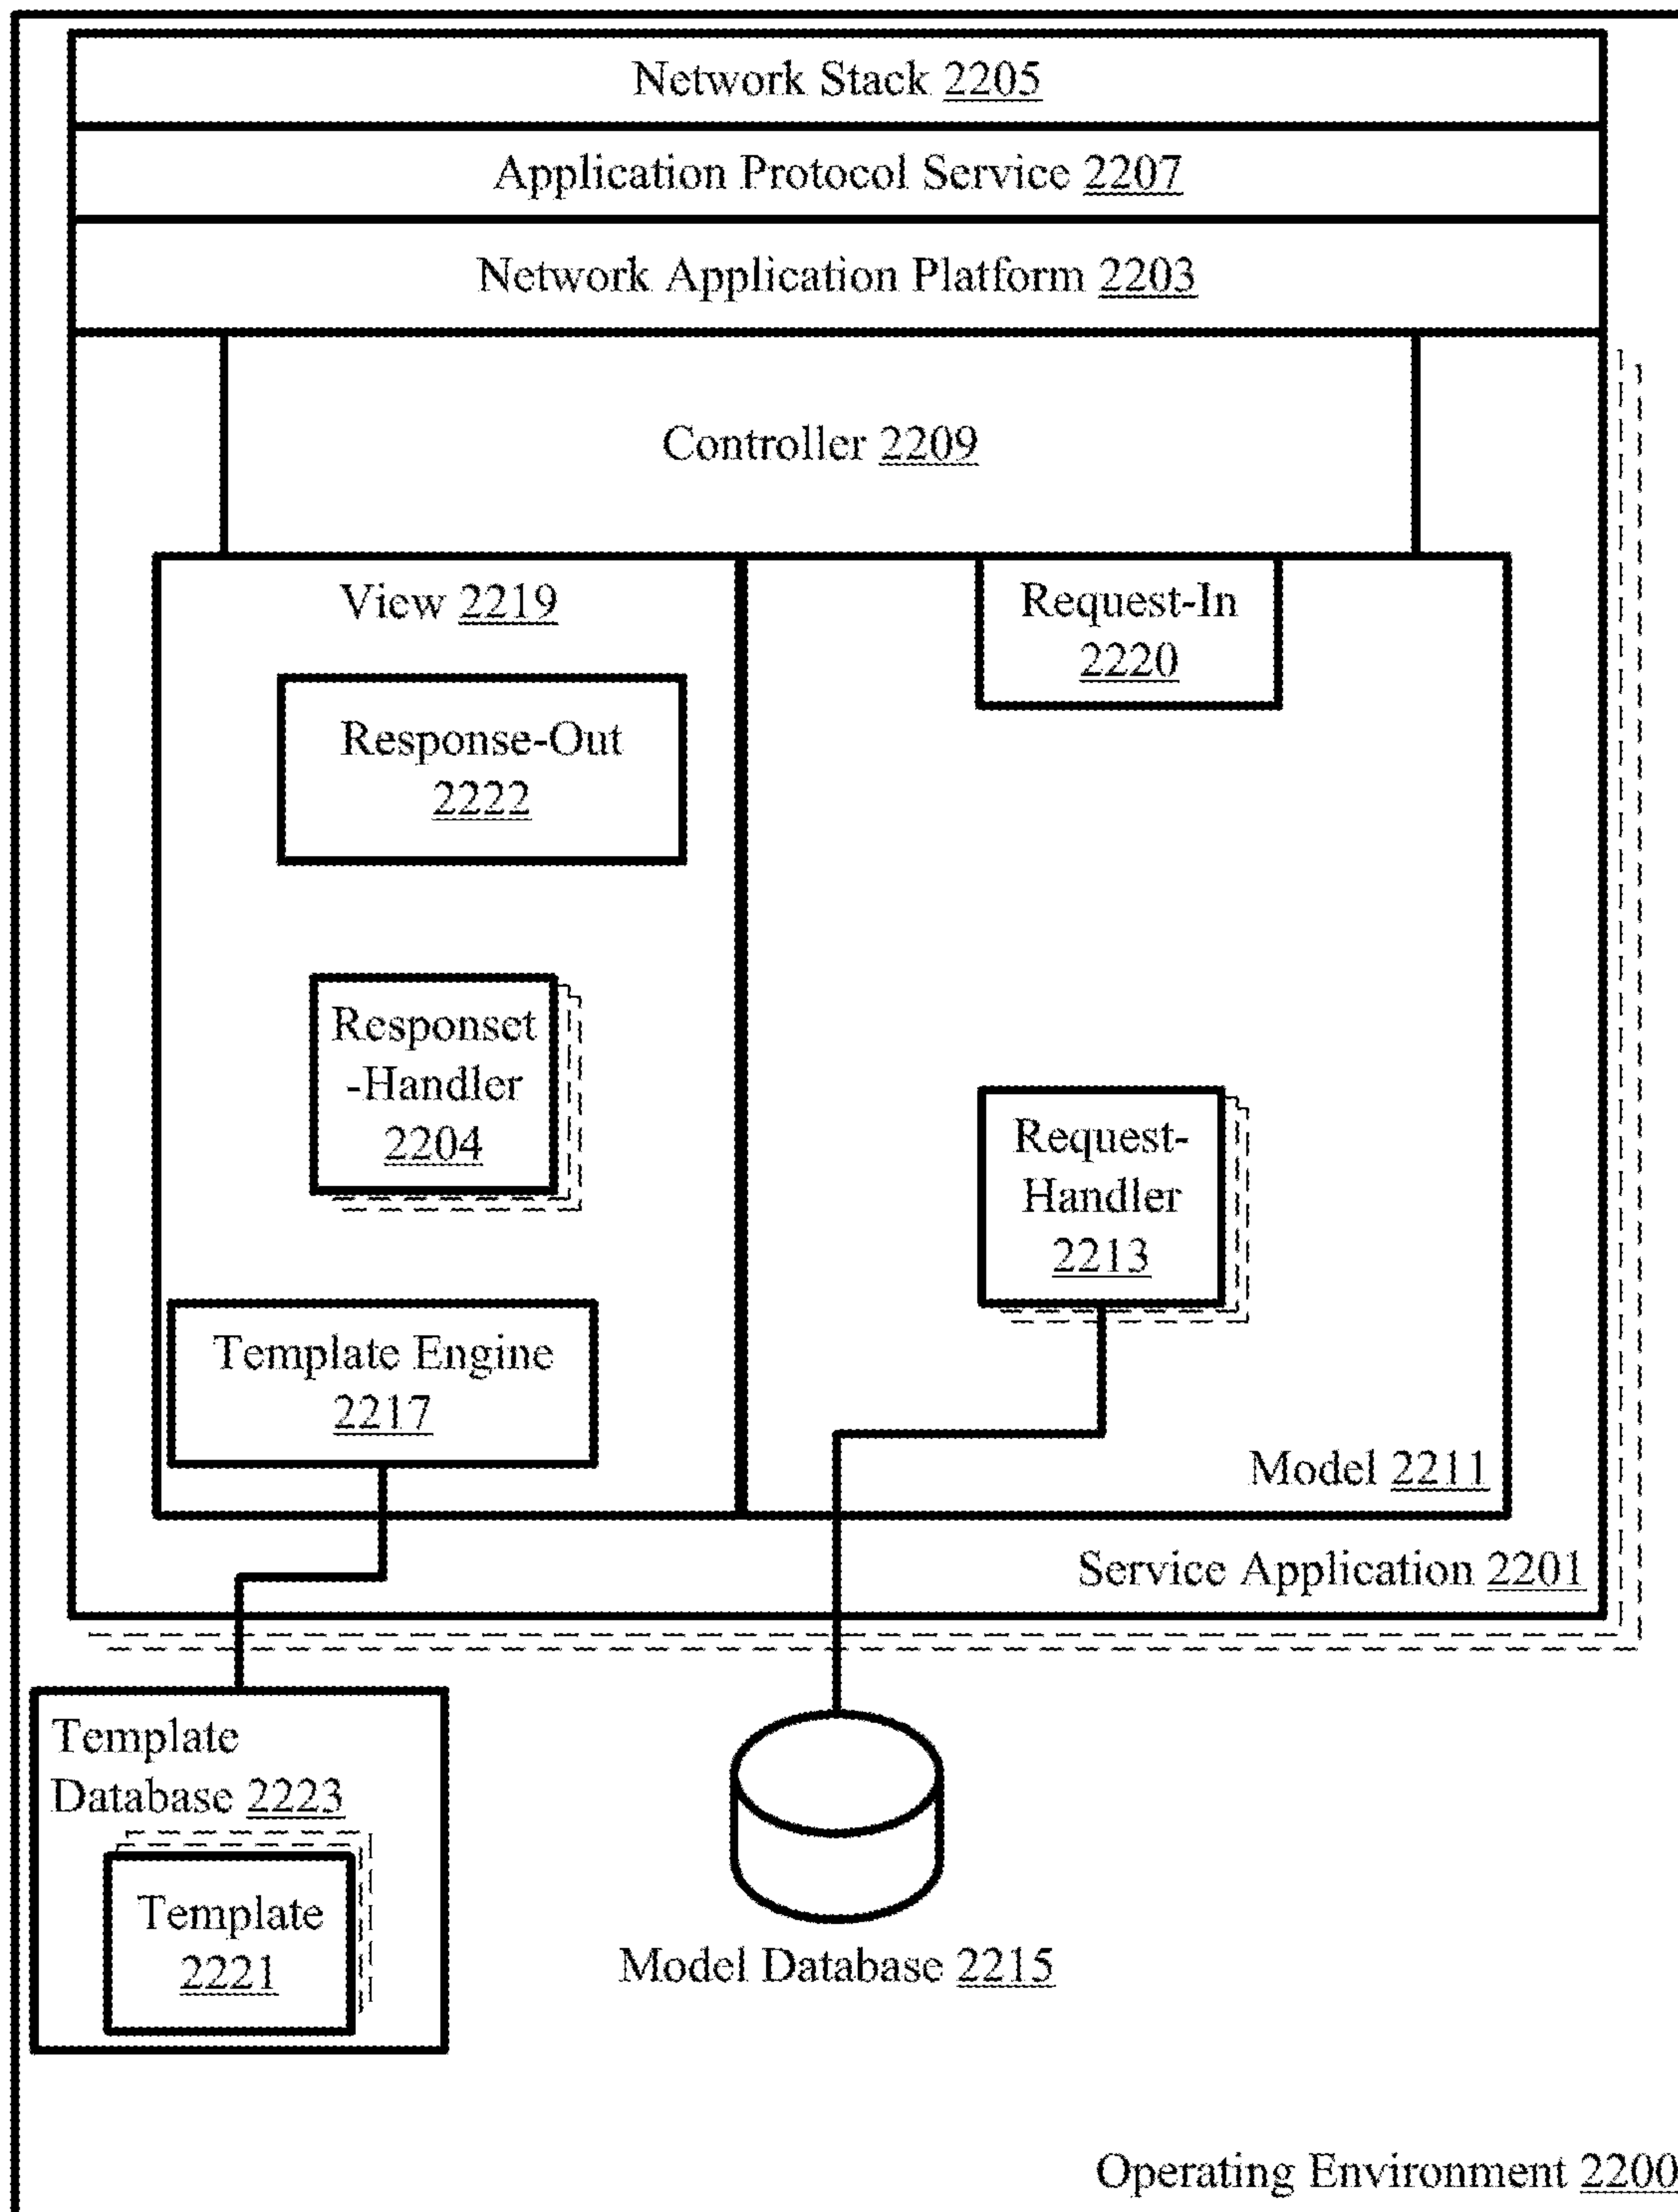 Network Stack 2205
Application Protocol Service 2207
Network Application Platform 2203
Controller 2209
View 2219
Response-Out
2222
Responset
-Handler
2204
Template Engine
2217
Request-In
2220
Request-
Handler
2213
Model 2211
Service Application 2201
Template
Database 2223
Template
2221
Model Database 2215
Operating Environment 2200